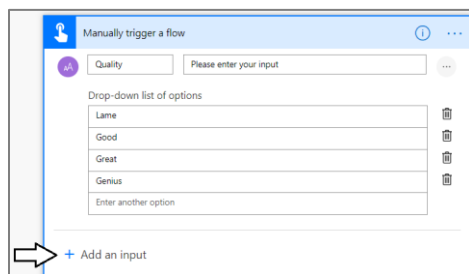 Manually trigger a flow
AA Quality Please enter your input
Drop-down list of options
Lame
Good
Great
Genius
Enter another option
+ Add an input